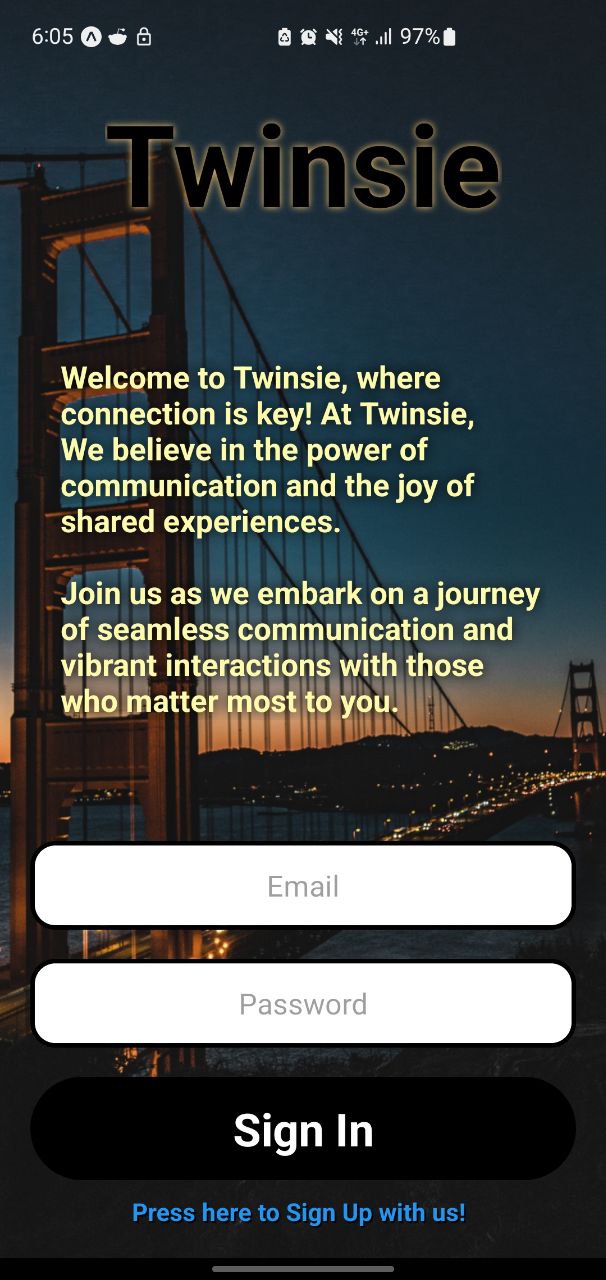 6:05 4G+ 97%
Twinsie
Welcome to Twinsie, where
connection is key! At Twinsie,
We believe in the power of
communication and the joy of
shared experiences.
Join us as we embark on a journey
of seamless communication and
vibrant interactions with those
who matter most to you.
Email
Password
Sign In
Press here to Sign Up with us!